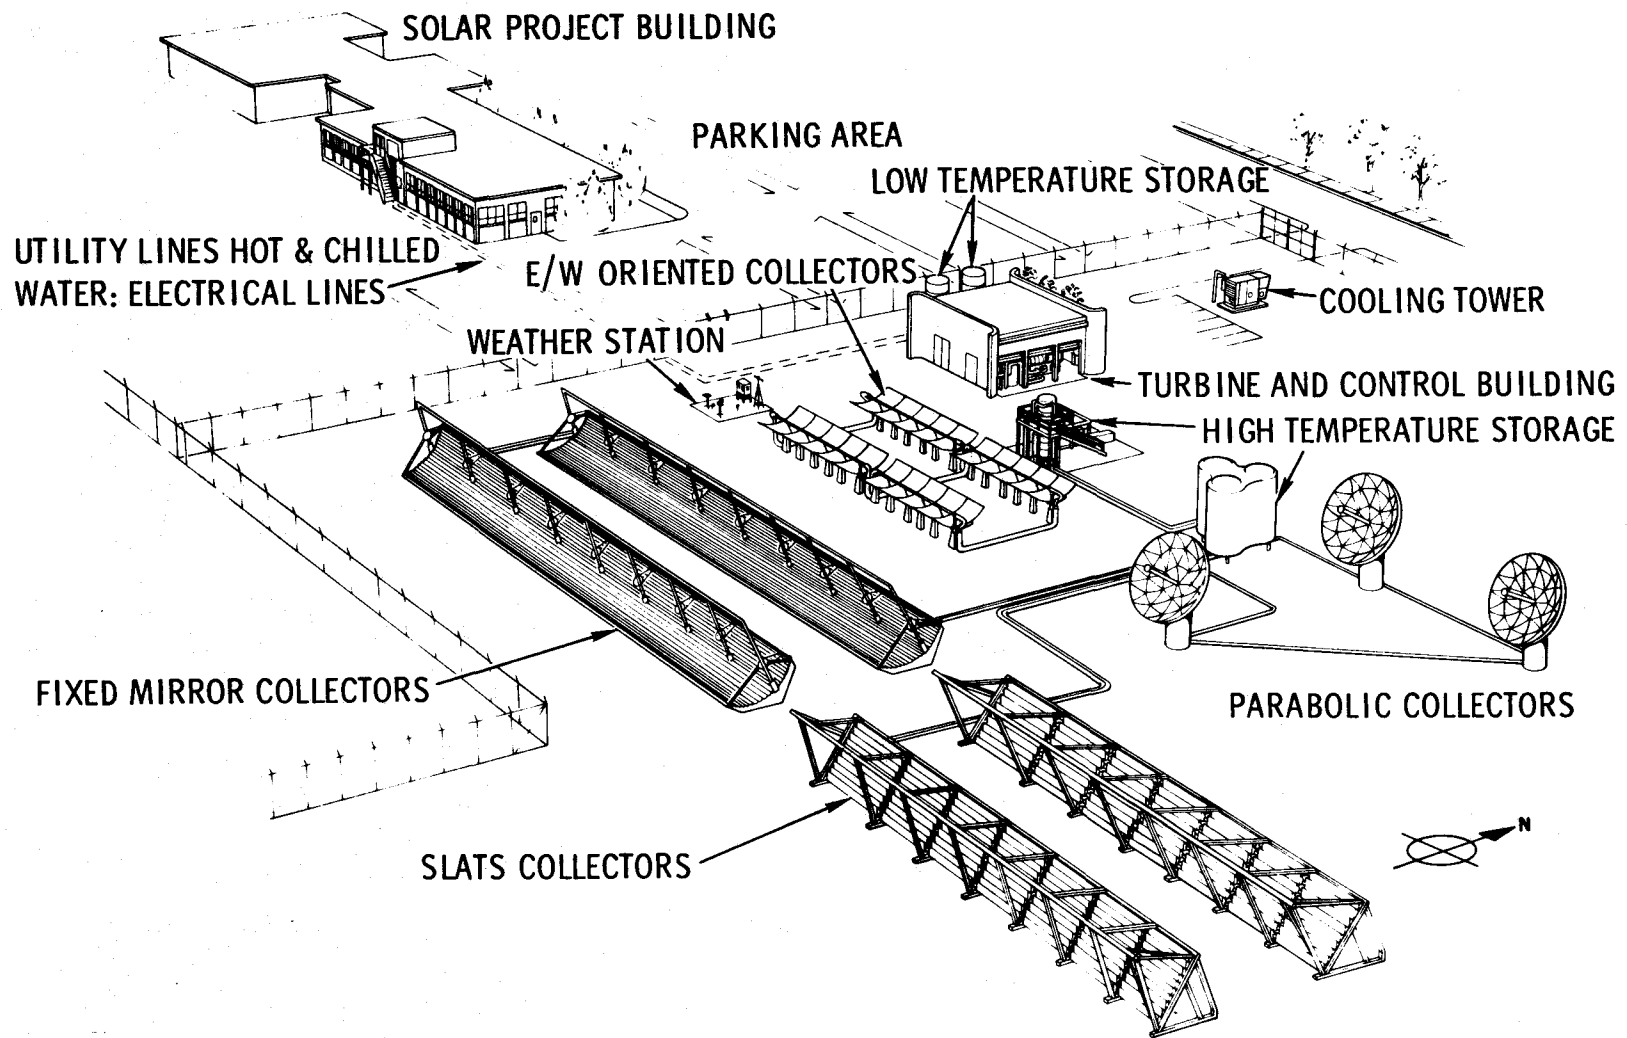 SOLAR PROJECT BUILDING
PARKING AREA
LOW TEMPERATURE STORAGE
UTILITY LINES HOT & CHILLED
WATER: ELECTRICAL LINES
E/W ORIENTED COLLECTORS
COOLING TOWER
WEATHER STATION
TURBINE AND CONTROL BUILDING
HIGH TEMPERATURE STORAGE
FIXED MIRROR COLLECTORS
PARABOLIC COLLECTORS
SLATS COLLECTORS
N